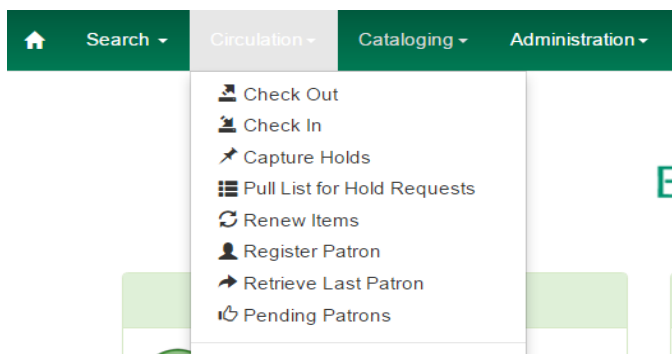 Search Circulation Cataloging Administration
Check Out
Check In
Capture Holds
Pull List for Hold Requests
Renew Items
Register Patron
Retrieve Last Patron
Pending Patrons